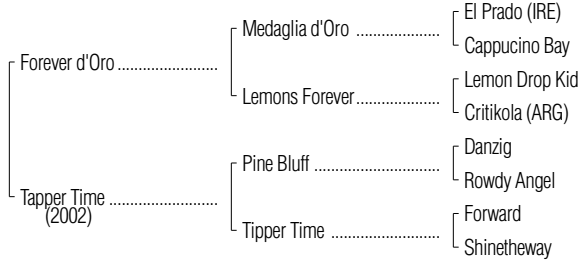 El Prado (IRE)
Medaglia d'Oro ....................
Cappucino Bay
Forever d'Oro ........................
Lemon Drop Kid
Lemons Forever ....................
Critikola (ARG)
Danzig
Pine Bluff ..............................
Rowdy Angel
Tapper Time ..........................
(2002)
Forward
Tipper Time ..........................
Shinetheway